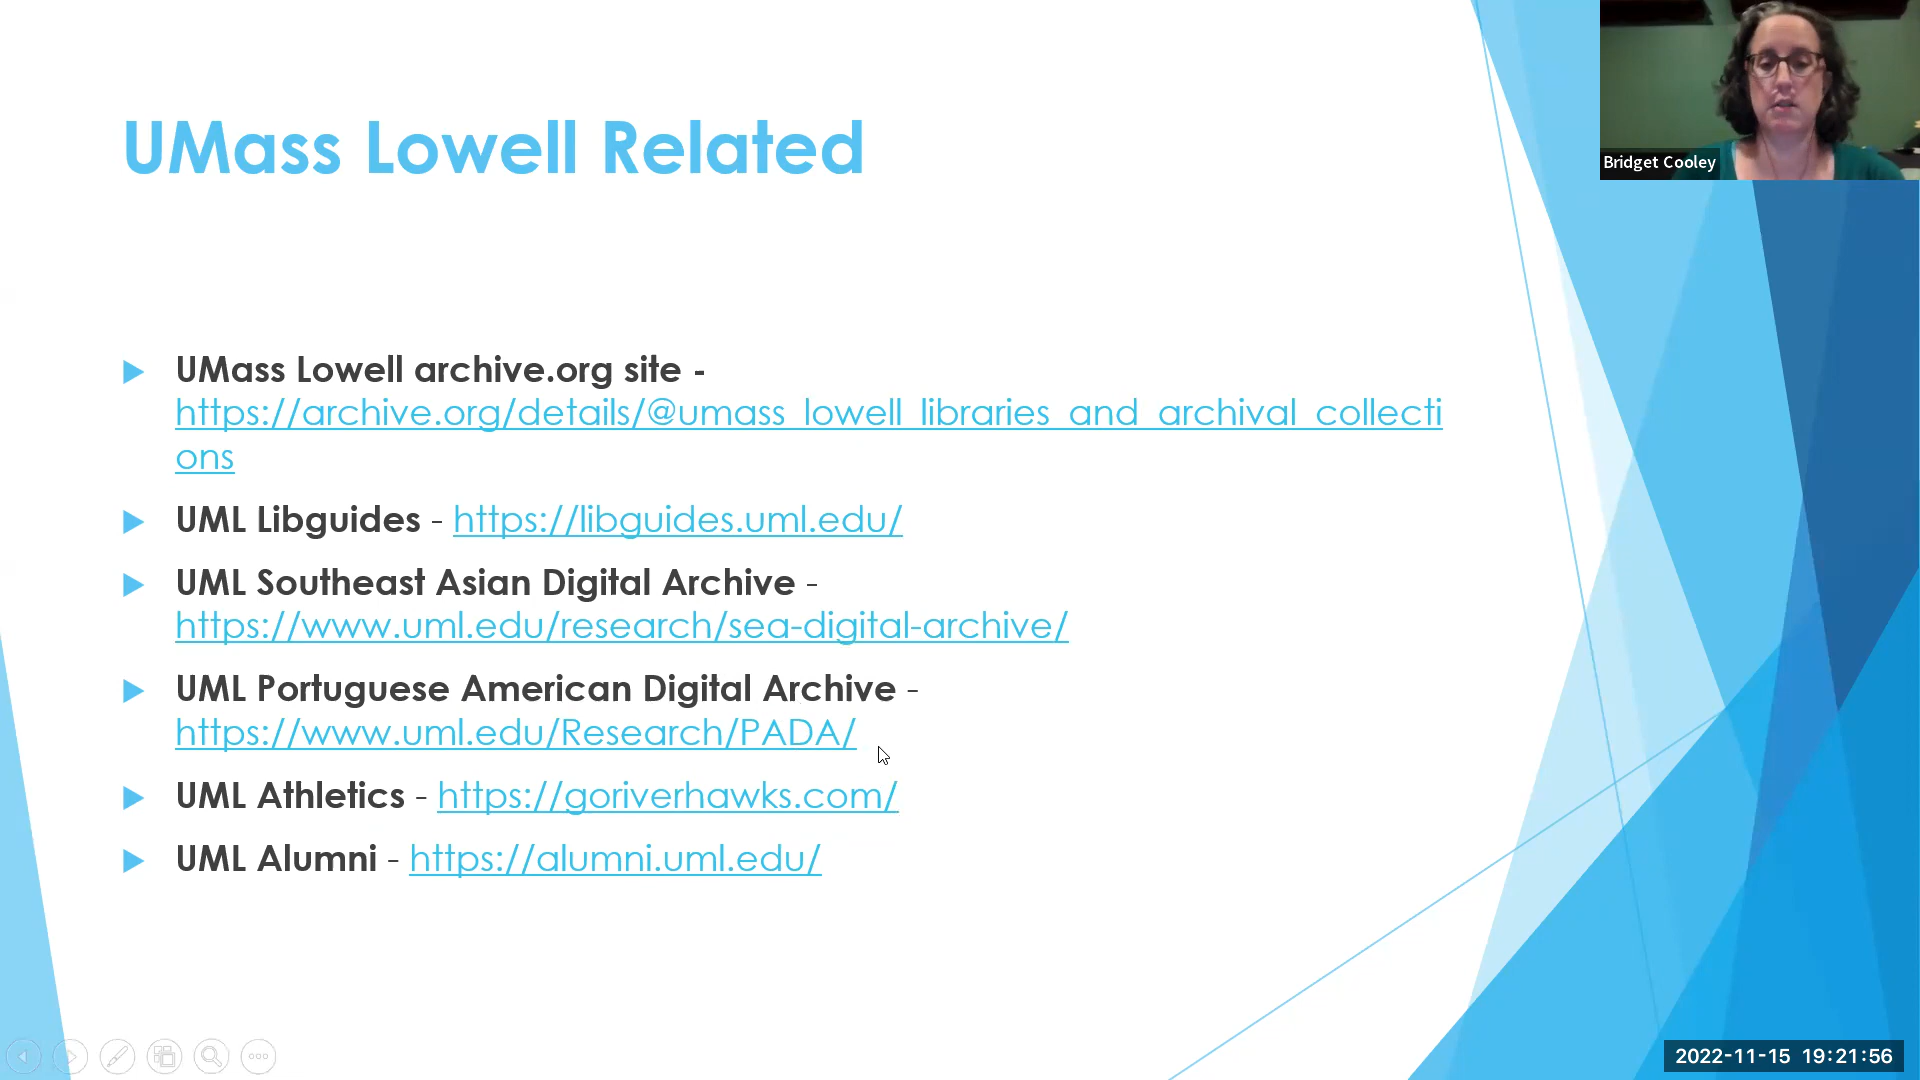 UMass Lowell Related
Bridget Cooley
UMass Lowell archive.org site -
https://archive.org/details/@umass_lowell_libraries_and_archival_collecti
ons
UML Libguides - https://libguides.uml.edu/
UML Southeast Asian Digital Archive -
https://www.uml.edu/research/sea-digital-archive/
UML Portuguese American Digital Archive -
https://www.uml.edu/Research/PADA/
UML Athletics - https://goriverhawks.com/
UML Alumni - https://alumni.uml.edu/
2022-11-15 19:21:56